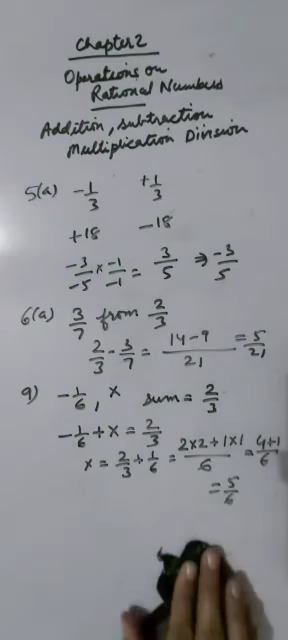 Chapter 2
Operations on
Rational Numbers
Addition, subtraction
Multiplication Division
5(a) -1/3 +1/3
+18 -18
-3/-5 × -1/-1 = 3/5 ⇒ -3/5
6(a) 3/7 from 2/3
2/3 - 3/7 = 14-9/21 = 5/21
9) -1/6, x sum = 2/3
-1/6 + x = 2/3
x = 2/3 + 1/6 = 2×2+1×1/6 = 4+1/6
= 5/6